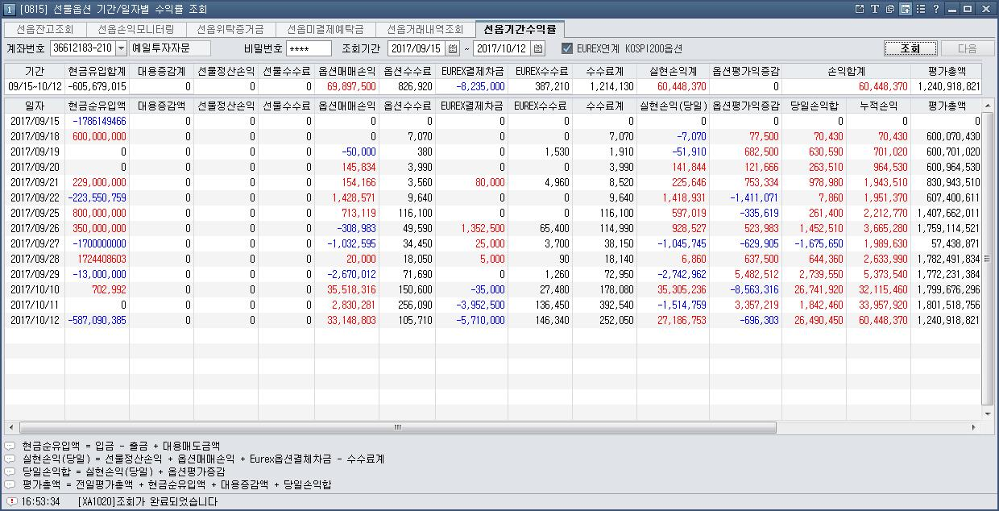 1 [0815] 선물옵션 기간/일자별 수익률 조회 T ?
선옵잔고조회 선옵손익모니터링 선옵위탁증거금 선옵미결제예탁금 선옵거래내역조회 선옵기간수익률
계좌번호 36612183-210 예일투자자문 비밀번호 **** 조회기간 2017/09/15 ~ 2017/10/12 EUREX연계 KOSPI200옵션 조회 다음
기간 현금유입합계 대용증감계 선물정산손익 선물수수료 옵션매매손익 옵션수수료 EUREX결제차금 EUREX수수료 수수료계 실현손익계 옵션평가익증감 손익합계 평가총액
09/15~10/12 -605,679,015 0 0 0 69,897,500 826,920 -8,235,000 387,210 1,214,130 60,448,370 0 60,448,370 1,240,918,821
일자 현금순유입액 대용증감액 선물정산손익 선물수수료 옵션매매손익 옵션수수료 EUREX결제차금 EUREX수수료 수수료계 실현손익(당일) 옵션평가익증감 당일손익합 누적손익 평가총액
2017/09/15 -1786149466 0 0 0 0 0 0 0 0 0 0 0 0 0
2017/09/18 600,000,000 0 0 0 0 7,070 0 0 7,070 -7,070 77,500 70,430 70,430 600,070,430
2017/09/19 0 0 0 0 -50,000 380 0 1,530 1,910 -51,910 682,500 630,590 701,020 600,701,020
2017/09/20 0 0 0 0 145,834 3,990 0 0 3,990 141,844 121,666 263,510 964,530 600,964,530
2017/09/21 229,000,000 0 0 0 154,166 3,560 80,000 4,960 8,520 225,646 753,334 978,980 1,943,510 830,943,510
2017/09/22 -223,550,759 0 0 0 1,428,571 9,640 0 0 9,640 1,418,931 -1,411,071 7,860 1,951,370 607,400,611
2017/09/25 800,000,000 0 0 0 713,119 116,100 0 0 116,100 597,019 -335,619 261,400 2,212,770 1,407,662,011
2017/09/26 350,000,000 0 0 0 -308,983 49,590 1,352,500 65,400 114,990 928,527 523,983 1,452,510 3,665,280 1,759,114,521
2017/09/27 -1700000000 0 0 0 -1,032,595 34,450 25,000 3,700 38,150 -1,045,745 -629,905 -1,675,650 1,989,630 57,438,871
2017/09/28 1724408603 0 0 0 20,000 18,050 5,000 90 18,140 6,860 637,500 644,360 2,633,990 1,782,491,834
2017/09/29 -13,000,000 0 0 0 -2,670,012 71,690 0 1,260 72,950 -2,742,962 5,482,512 2,739,550 5,373,540 1,772,231,384
2017/10/10 702,992 0 0 0 35,518,316 150,600 -35,000 27,480 178,080 35,305,236 -8,563,316 26,741,920 32,115,460 1,799,676,296
2017/10/11 0 0 0 0 2,830,281 256,090 -3,952,500 136,450 392,540 -1,514,759 3,357,219 1,842,460 33,957,920 1,801,518,756
2017/10/12 -587,090,385 0 0 0 33,148,803 105,710 -5,710,000 146,340 252,050 27,186,753 -696,303 26,490,450 60,448,370 1,240,918,821
현금순유입액 = 입금 - 출금 + 대용매도금액
실현손익(당일) = 선물정산손익 + 옵션매매손익 + Eurex옵션결체차금 - 수수료계
당일손익합 = 실현손익(당일) + 옵션평가증감
평가총액 = 전일평가총액 + 현금순유입액 + 대용증감액 + 당일손익합
16:53:34 [XA1020]조회가 완료되었습니다